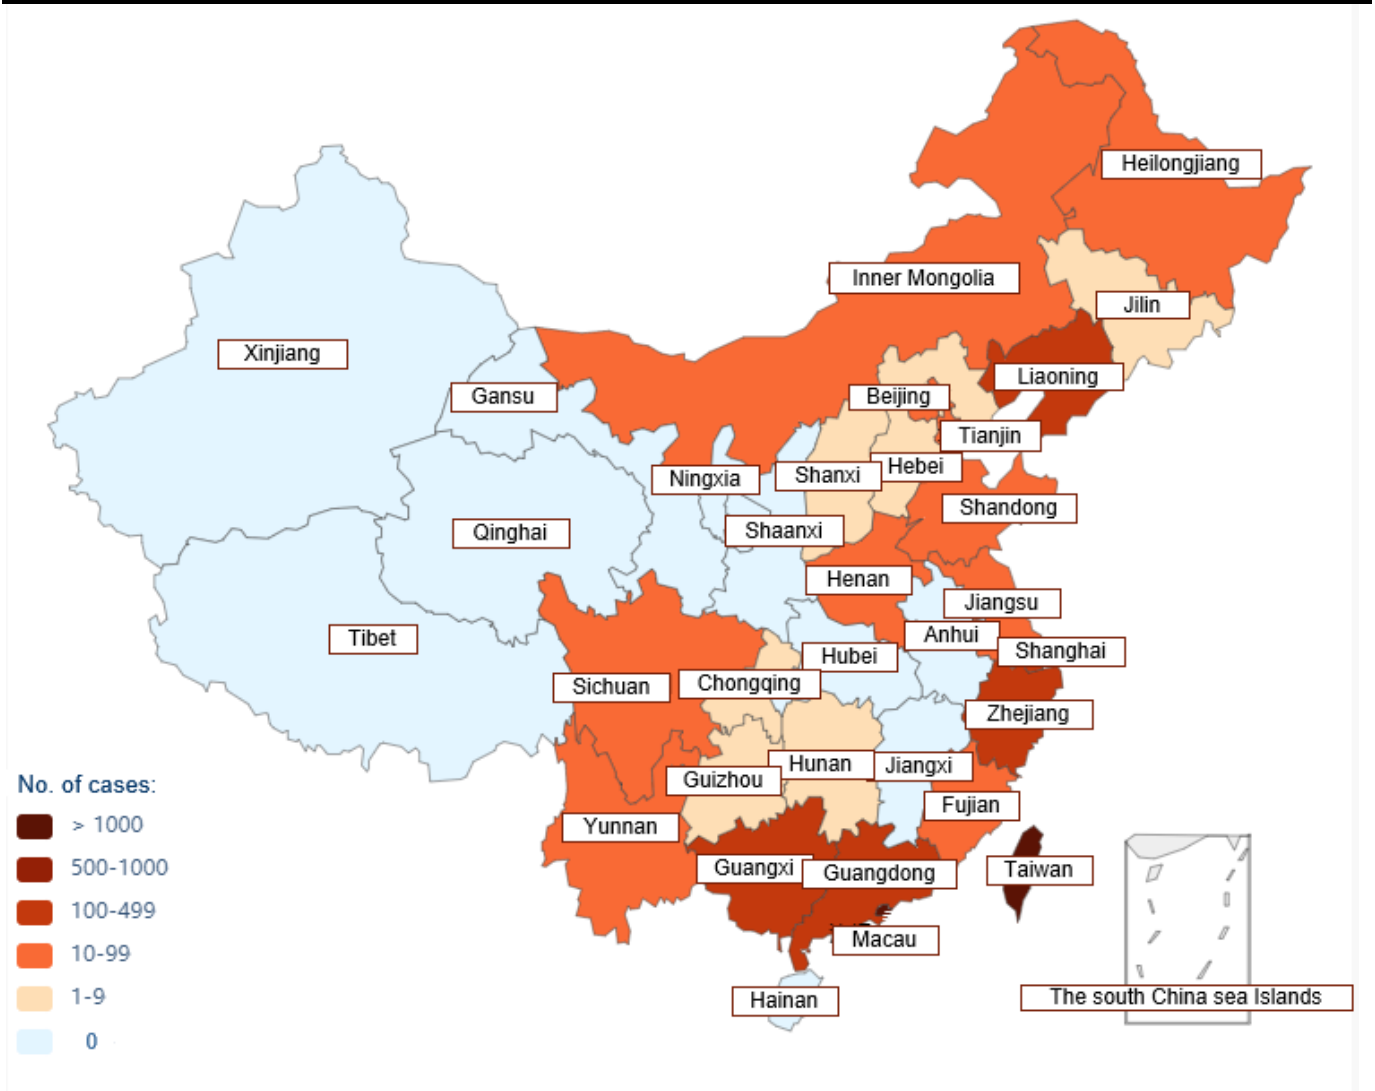 Heilongjiang
Inner Mongolia
Jilin
Xinjiang
Liaoning
Gansu
Beijing
Tianjin
Hebei
Shanxi
Ningxia
Shandong
Shaanxi
Qinghai
Henan
Jiangsu
Anhui
Tibet
Shanghai
Hubei
Chongqing
Sichuan
Zhejiang
Hunan
Jiangxi
Guizhou
Fujian
Yunnan
Guangxi
Guangdong
Taiwan
Macau
The south China sea Islands
Hainan
No. of cases:
> 1000
500-1000
100-499
10-99
1-9
0